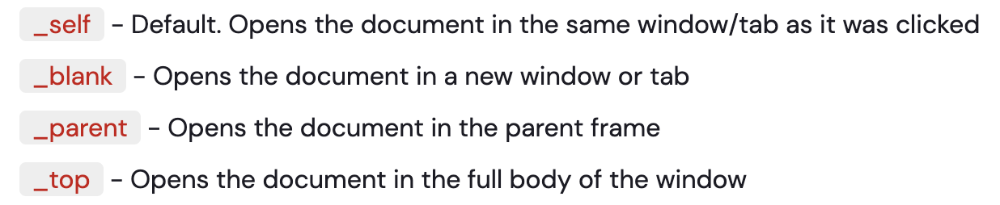 _self – Default. Opens the document in the same window/tab as it was clicked
_blank – Opens the document in a new window or tab
_parent – Opens the document in the parent frame
_top – Opens the document in the full body of the window